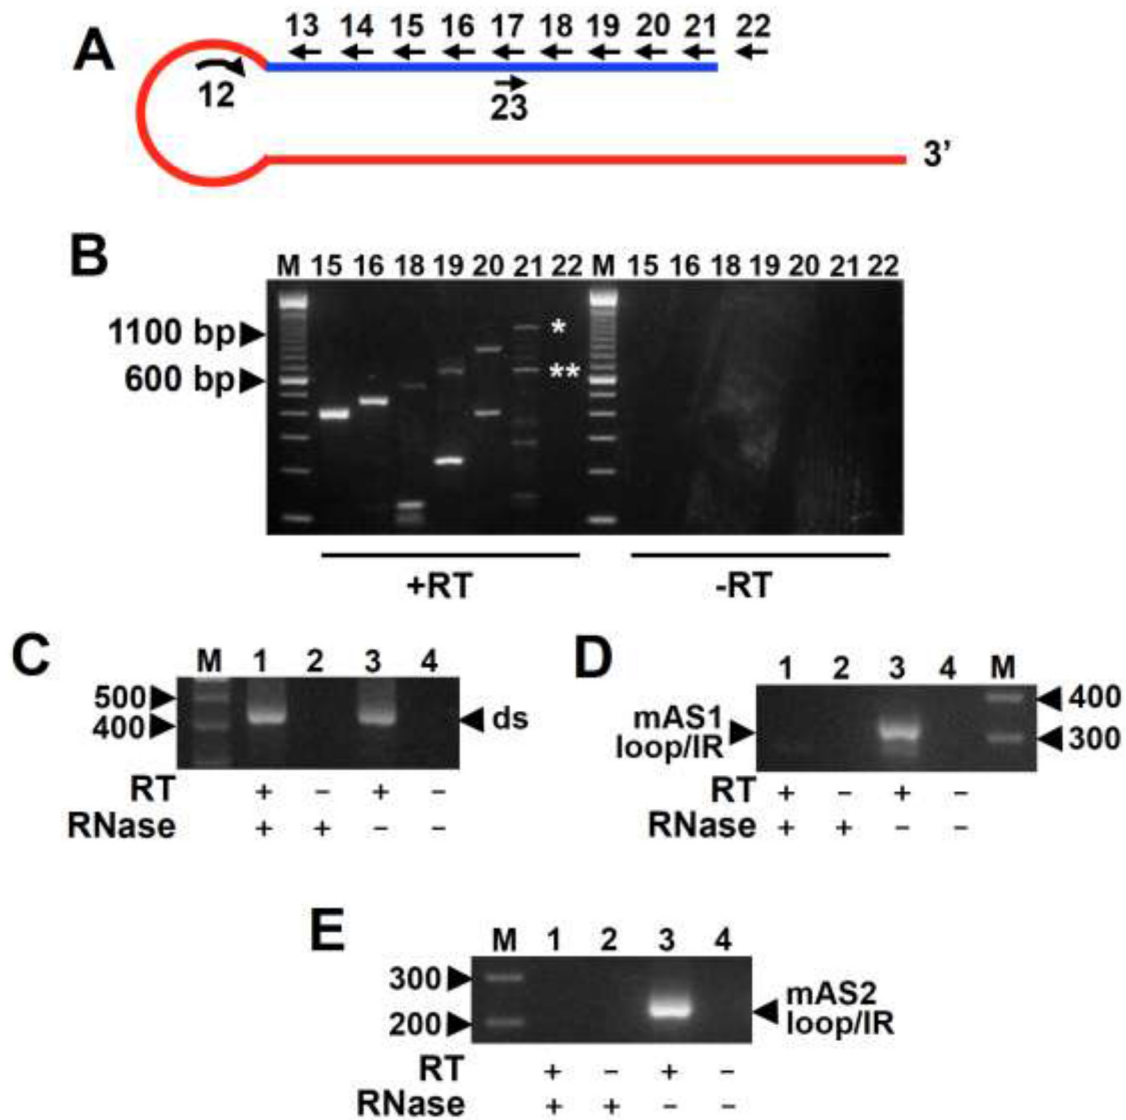 A
13 14 15 16 17 18 19 20 21 22
12
23
3’
B
M 15 16 18 19 20 21 22 M 15 16 18 19 20 21 22
1100 bp
*
600 bp
**
+RT -RT
C
M 1 2 3 4
500
400
ds
RT + - + -
RNase + + - -
D
1 2 3 4 M
mAS1
loop/IR
400
300
RT + - + -
RNase + + - -
E
M 1 2 3 4
300
200
mAS2
loop/IR
RT + - + -
RNase + + - -